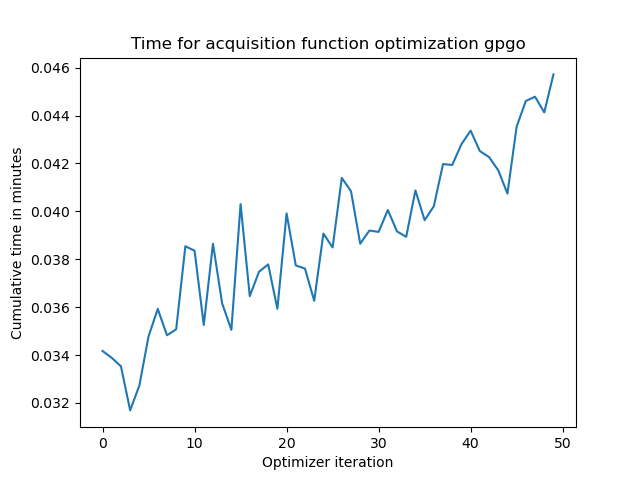 Time for acquisition function optimization gpgo
0.046
0.044
0.042
0.040
0.038
0.036
0.034
0.032
Cumulative time in minutes
0 10 20 30 40 50
Optimizer iteration